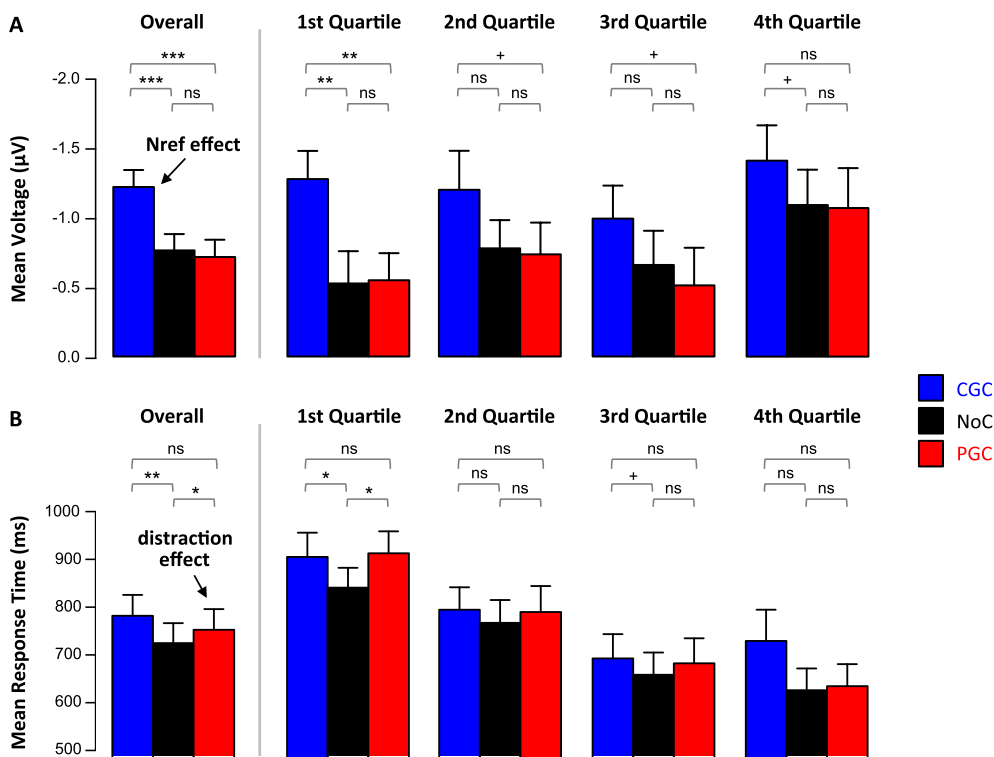 A
Overall
1st Quartile
2nd Quartile
3rd Quartile
4th Quartile
***
**
+
+
ns
***
**
ns
ns
+
ns
ns
ns
ns
ns
Mean Voltage (µV)
-2.0
-1.5
-1.0
-0.5
0.0
Nref effect
CGC
NoC
PGC
B
Overall
1st Quartile
2nd Quartile
3rd Quartile
4th Quartile
ns
ns
ns
ns
ns
**
*
ns
+
ns
*
*
ns
ns
ns
Mean Response Time (ms)
1000
900
800
700
600
500
distraction
effect